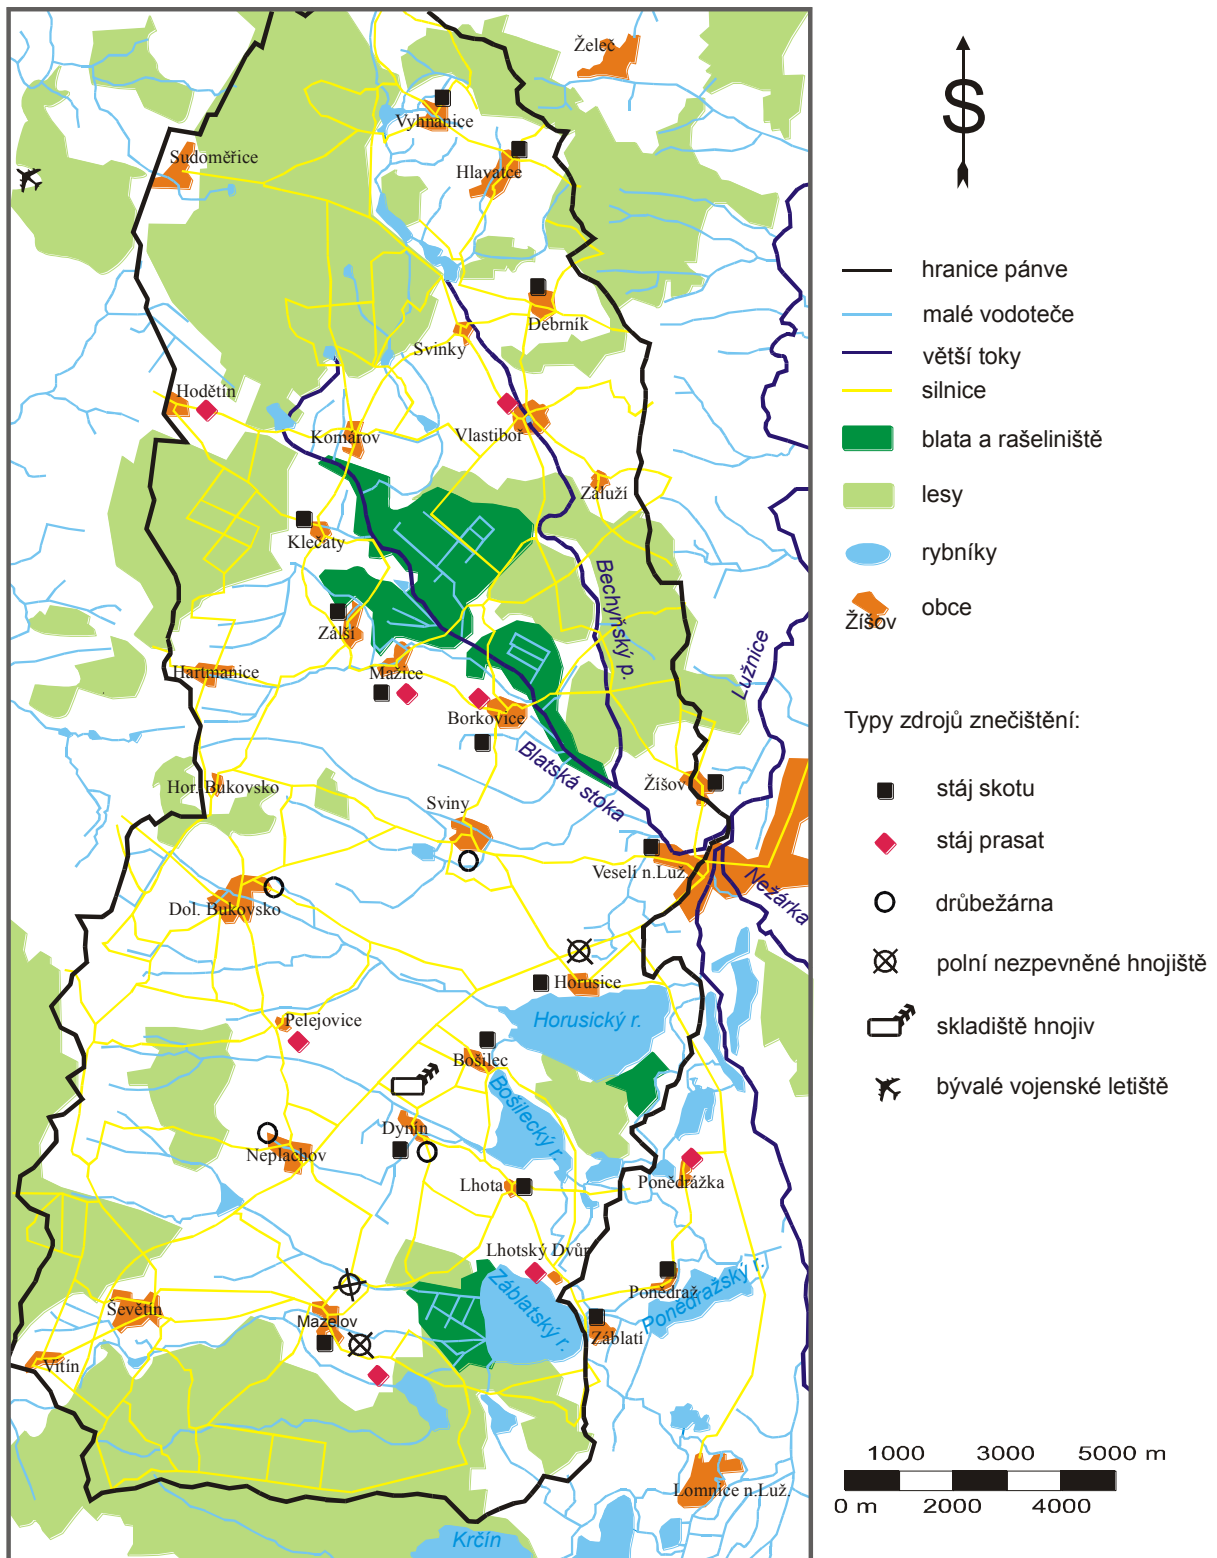 Želeč
Vyhnanice
Sudoměřice
Hlavatce
Debrník
Svinky
Hodětín
Komárov
Vlastiboř
Záluží
Klečaty
Bechyňský p.
Zálší
Mažice
Hartmanice
Lužnice
Borkovice
Blatská stoka
Hor. Bukovsko
Žíšov
Sviny
Veselí n.Luž.
Nežárka
Dol. Bukovsko
Horusice
Horusický r.
Pelejovice
Bošilec
Bošilecký r.
Dynín
Neplachov
Lhota
Ponědrážka
Lhotský Dvůr
Záblatský r.
Ponědraž
Ponědražský r.
Ševětín
Mazelov
Záblatí
Vitín
Lomnice n.Luž.
Krčín
S
hranice pánve
malé vodoteče
větší toky
silnice
blata a rašeliniště
lesy
rybníky
obce
Žíšov
Typy zdrojů znečištění:
stáj skotu
stáj prasat
drůbežárna
polní nezpevněné hnojiště
skladiště hnojiv
bývalé vojenské letiště
1000 3000 5000 m
0 m 2000 4000